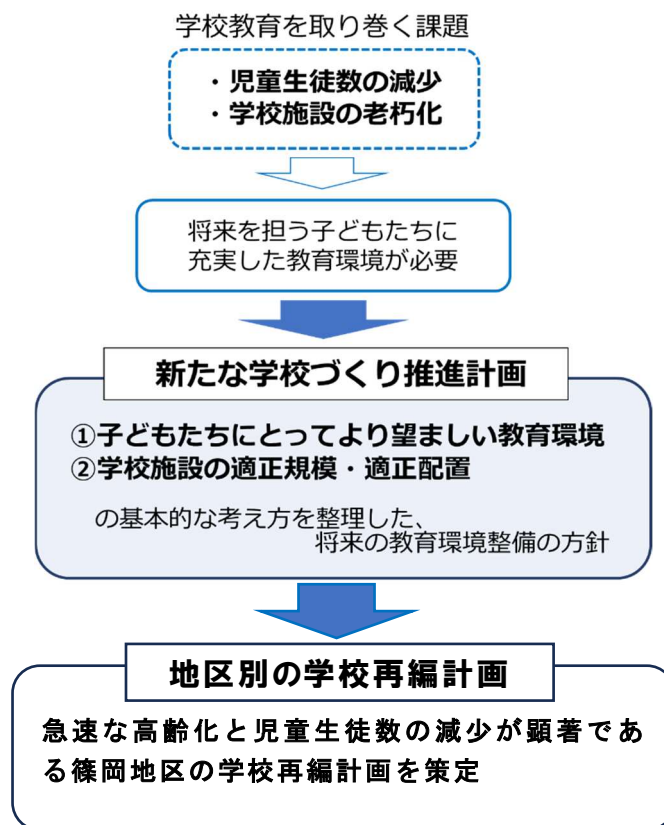 学校教育を取り巻く課題
・児童生徒数の減少
・学校施設の老朽化
将来を担う子どもたちに
充実した教育環境が必要
新たな学校づくり推進計画
①子どもたちにとってより望ましい教育環境
②学校施設の適正規模・適正配置
の基本的な考え方を整理した、
将来の教育環境整備の方針
地区別の学校再編計画
急速な高齢化と児童生徒数の減少が顕著であ
る篠岡地区の学校再編計画を策定